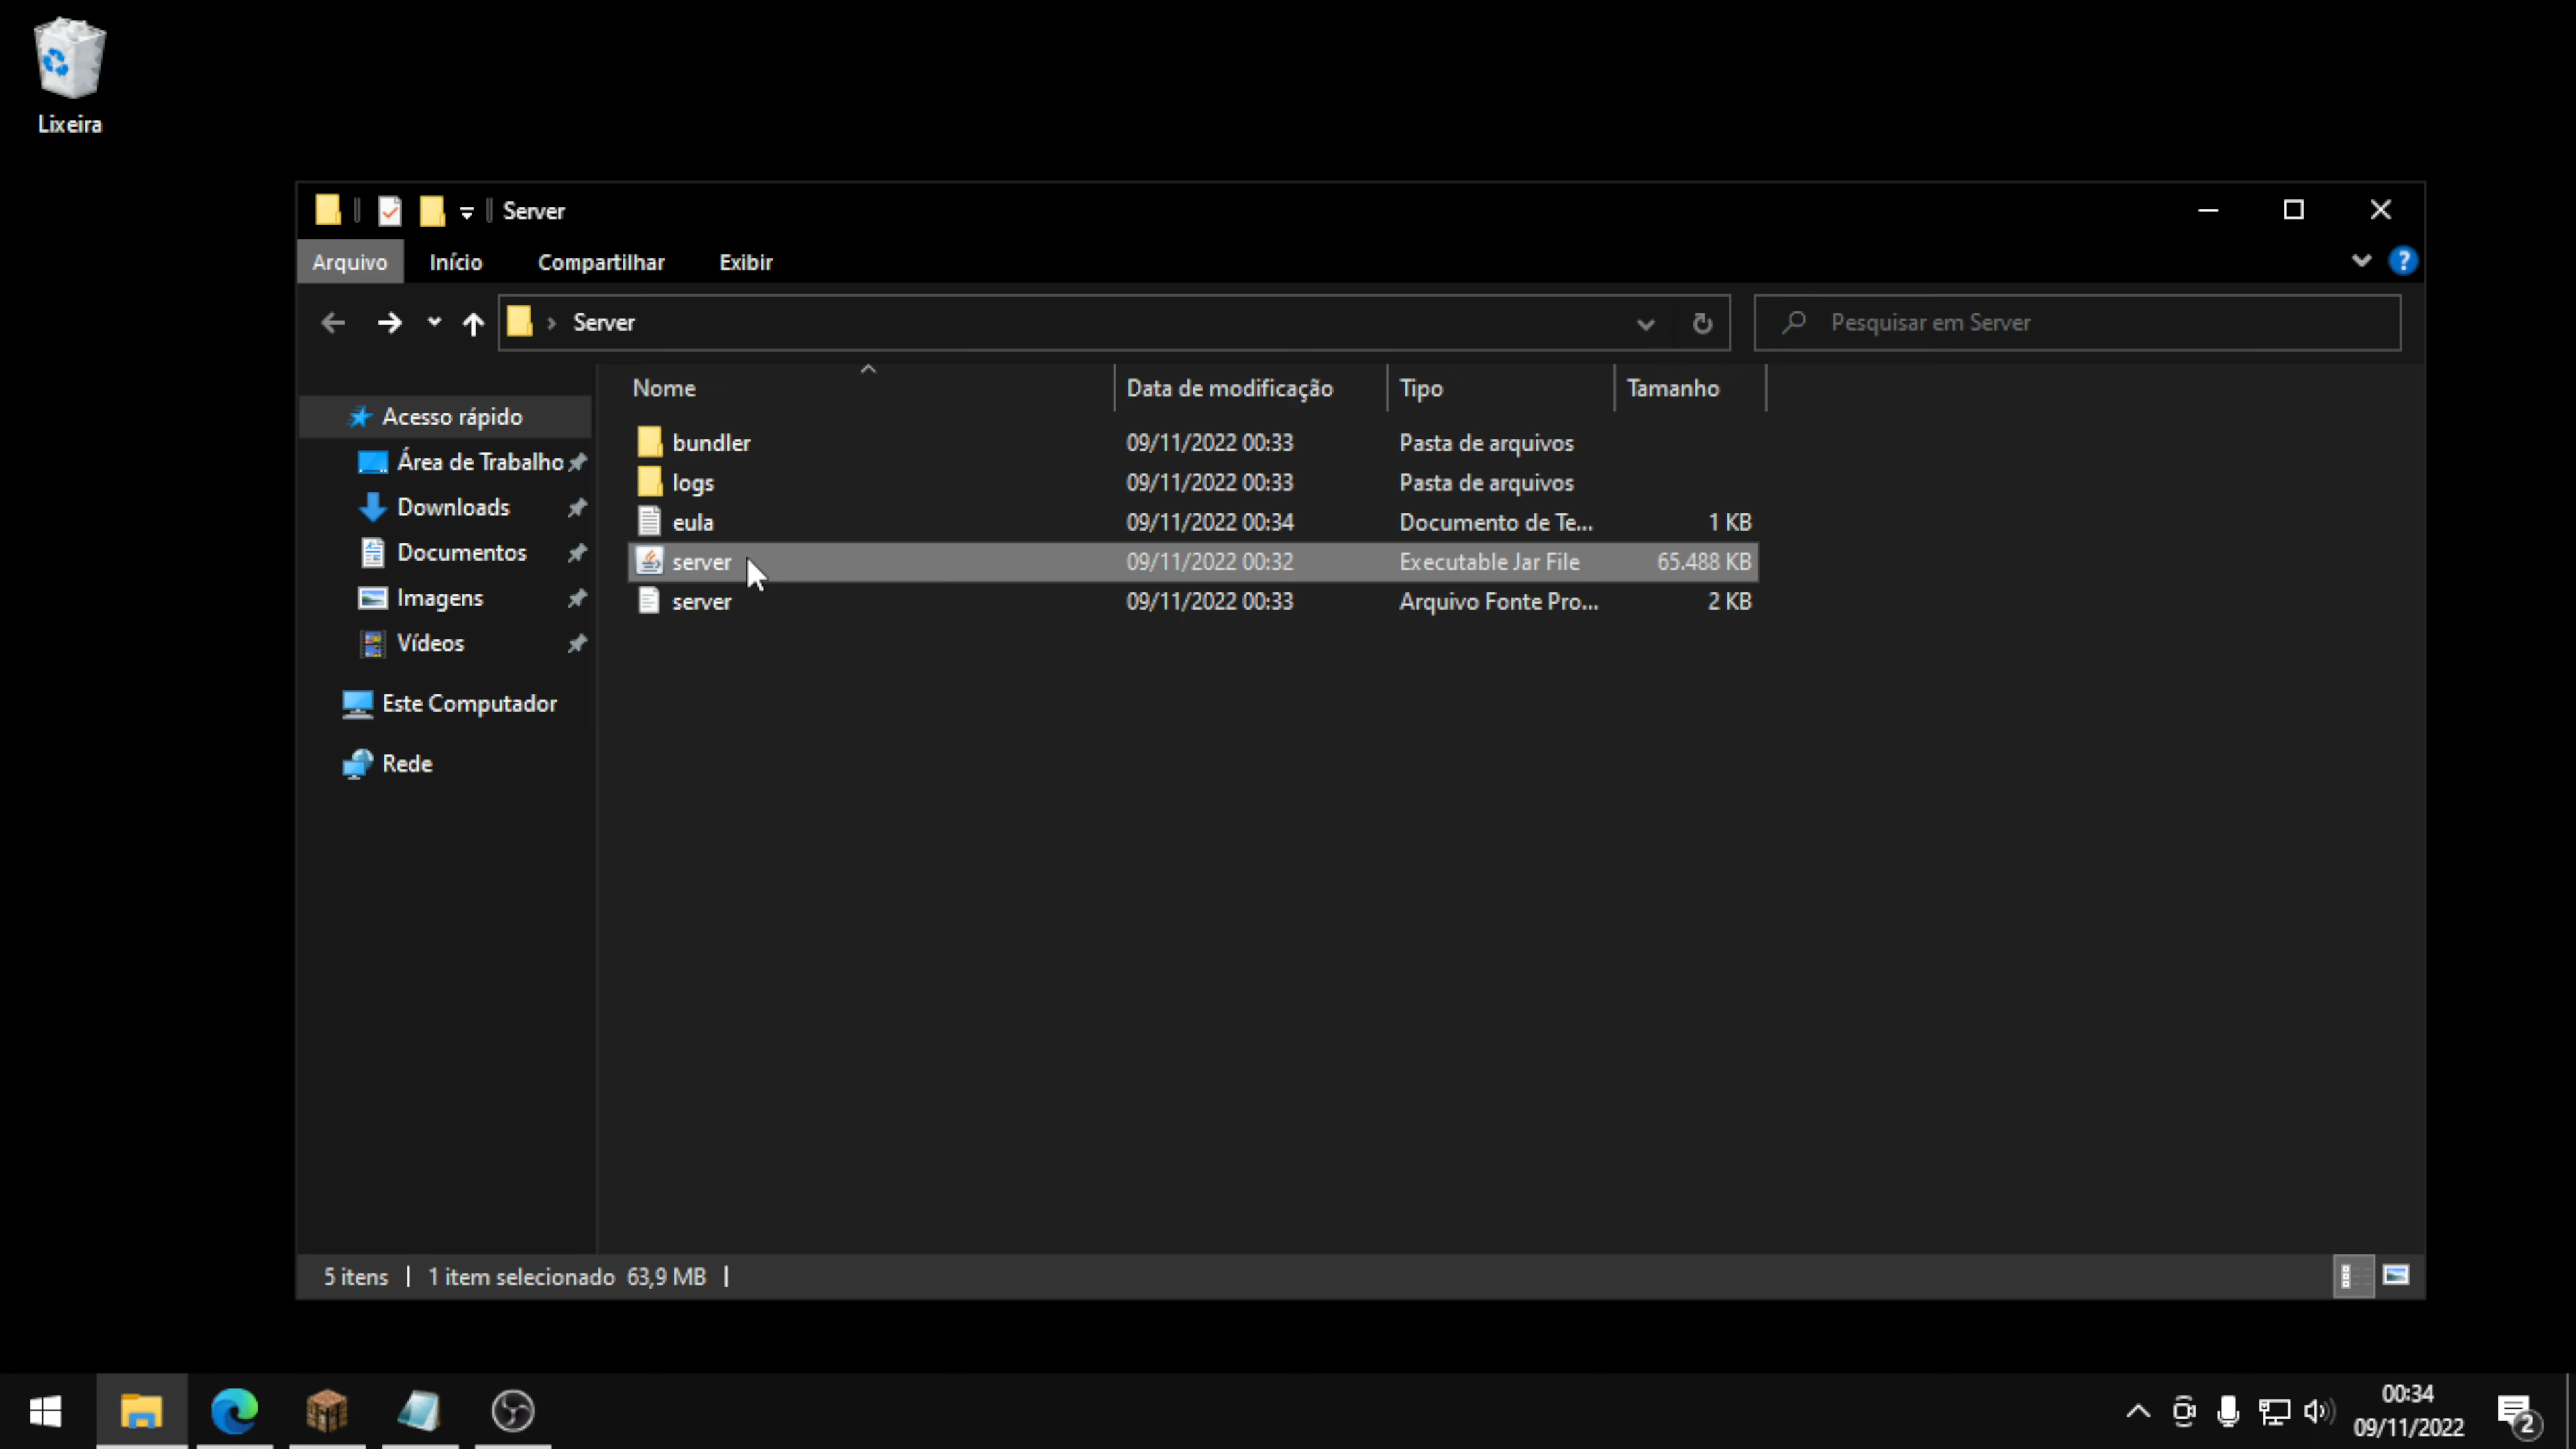 Lixeira
Server
Arquivo Início Compartilhar Exibir
Server
Pesquisar em Server
Nome Data de modificação Tipo Tamanho
Acesso rápido
Área de Trabalho
Downloads
Documentos
Imagens
Vídeos
Este Computador
Rede
bundler 09/11/2022 00:33 Pasta de arquivos
logs 09/11/2022 00:33 Pasta de arquivos
eula 09/11/2022 00:34 Documento de Te... 1 KB
server 09/11/2022 00:32 Executable Jar File 65.488 KB
server 09/11/2022 00:33 Arquivo Fonte Pro... 2 KB
5 itens 1 item selecionado 63,9 MB
00:34
09/11/2022
2